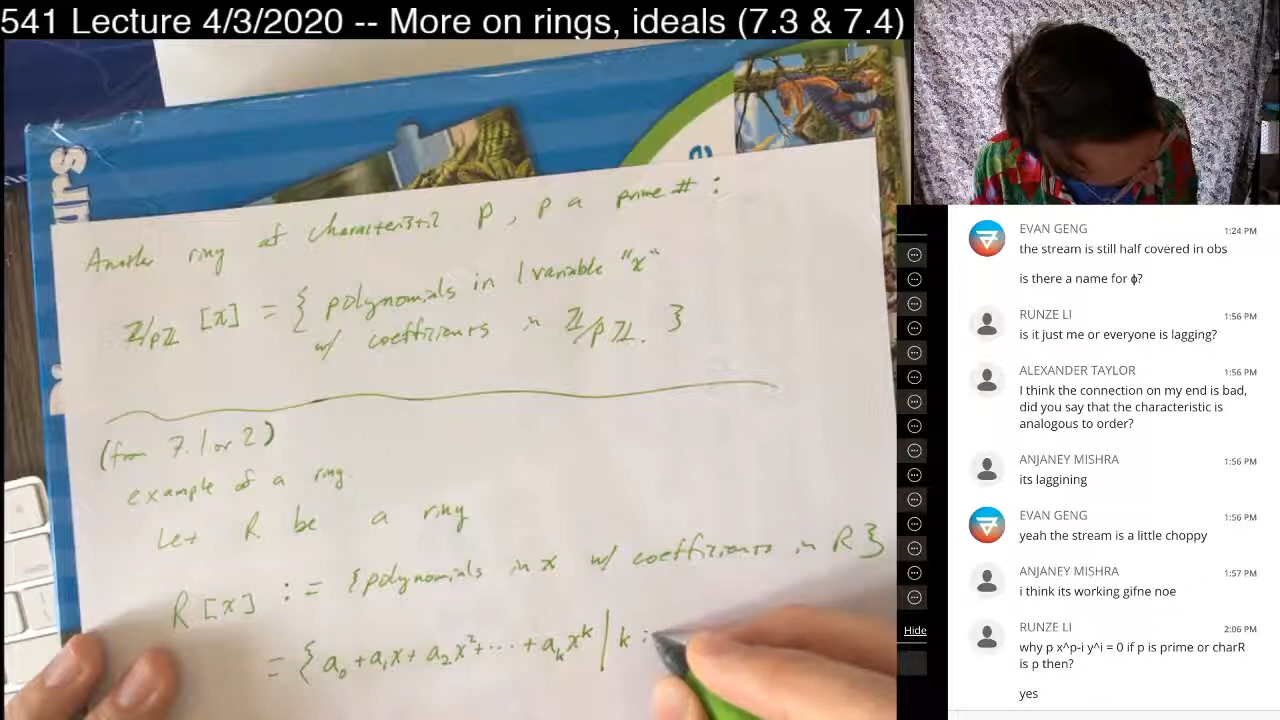 541 Lecture 4/3/2020 -- More on rings, ideals (7.3 & 7.4)
Another ring of characteristic p, p a prime #:
ℤ/pℤ [x] = { polynomials in 1 variable "x"
w/ coefficients in ℤ/pℤ. }
(from 7.1 or 2)
example of a ring.
Let R be a ring
R[x] := {polynomials in x w/ coefficients in R}
= { a₀ + a₁x + a₂x² + ... + aₖxᵏ | k
EVAN GENG 1:24 PM
the stream is still half covered in obs
is there a name for ϕ?
RUNZE LI 1:56 PM
is it just me or everyone is lagging?
ALEXANDER TAYLOR 1:56 PM
I think the connection on my end is bad,
did you say that the characteristic is
analogous to order?
ANJANEY MISHRA 1:56 PM
its laggining
EVAN GENG 1:56 PM
yeah the stream is a little choppy
ANJANEY MISHRA 1:57 PM
i think its working gifne noe
RUNZE LI 2:06 PM
why p x^p-i y^i = 0 if p is prime or charR
is p then?
yes
Hide